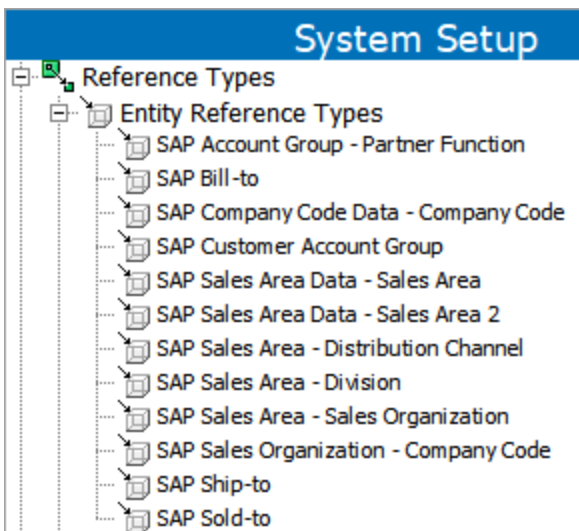 System Setup
Reference Types
Entity Reference Types
SAP Account Group - Partner Function
SAP Bill-to
SAP Company Code Data - Company Code
SAP Customer Account Group
SAP Sales Area Data - Sales Area
SAP Sales Area Data - Sales Area 2
SAP Sales Area - Distribution Channel
SAP Sales Area - Division
SAP Sales Area - Sales Organization
SAP Sales Organization - Company Code
SAP Ship-to
SAP Sold-to